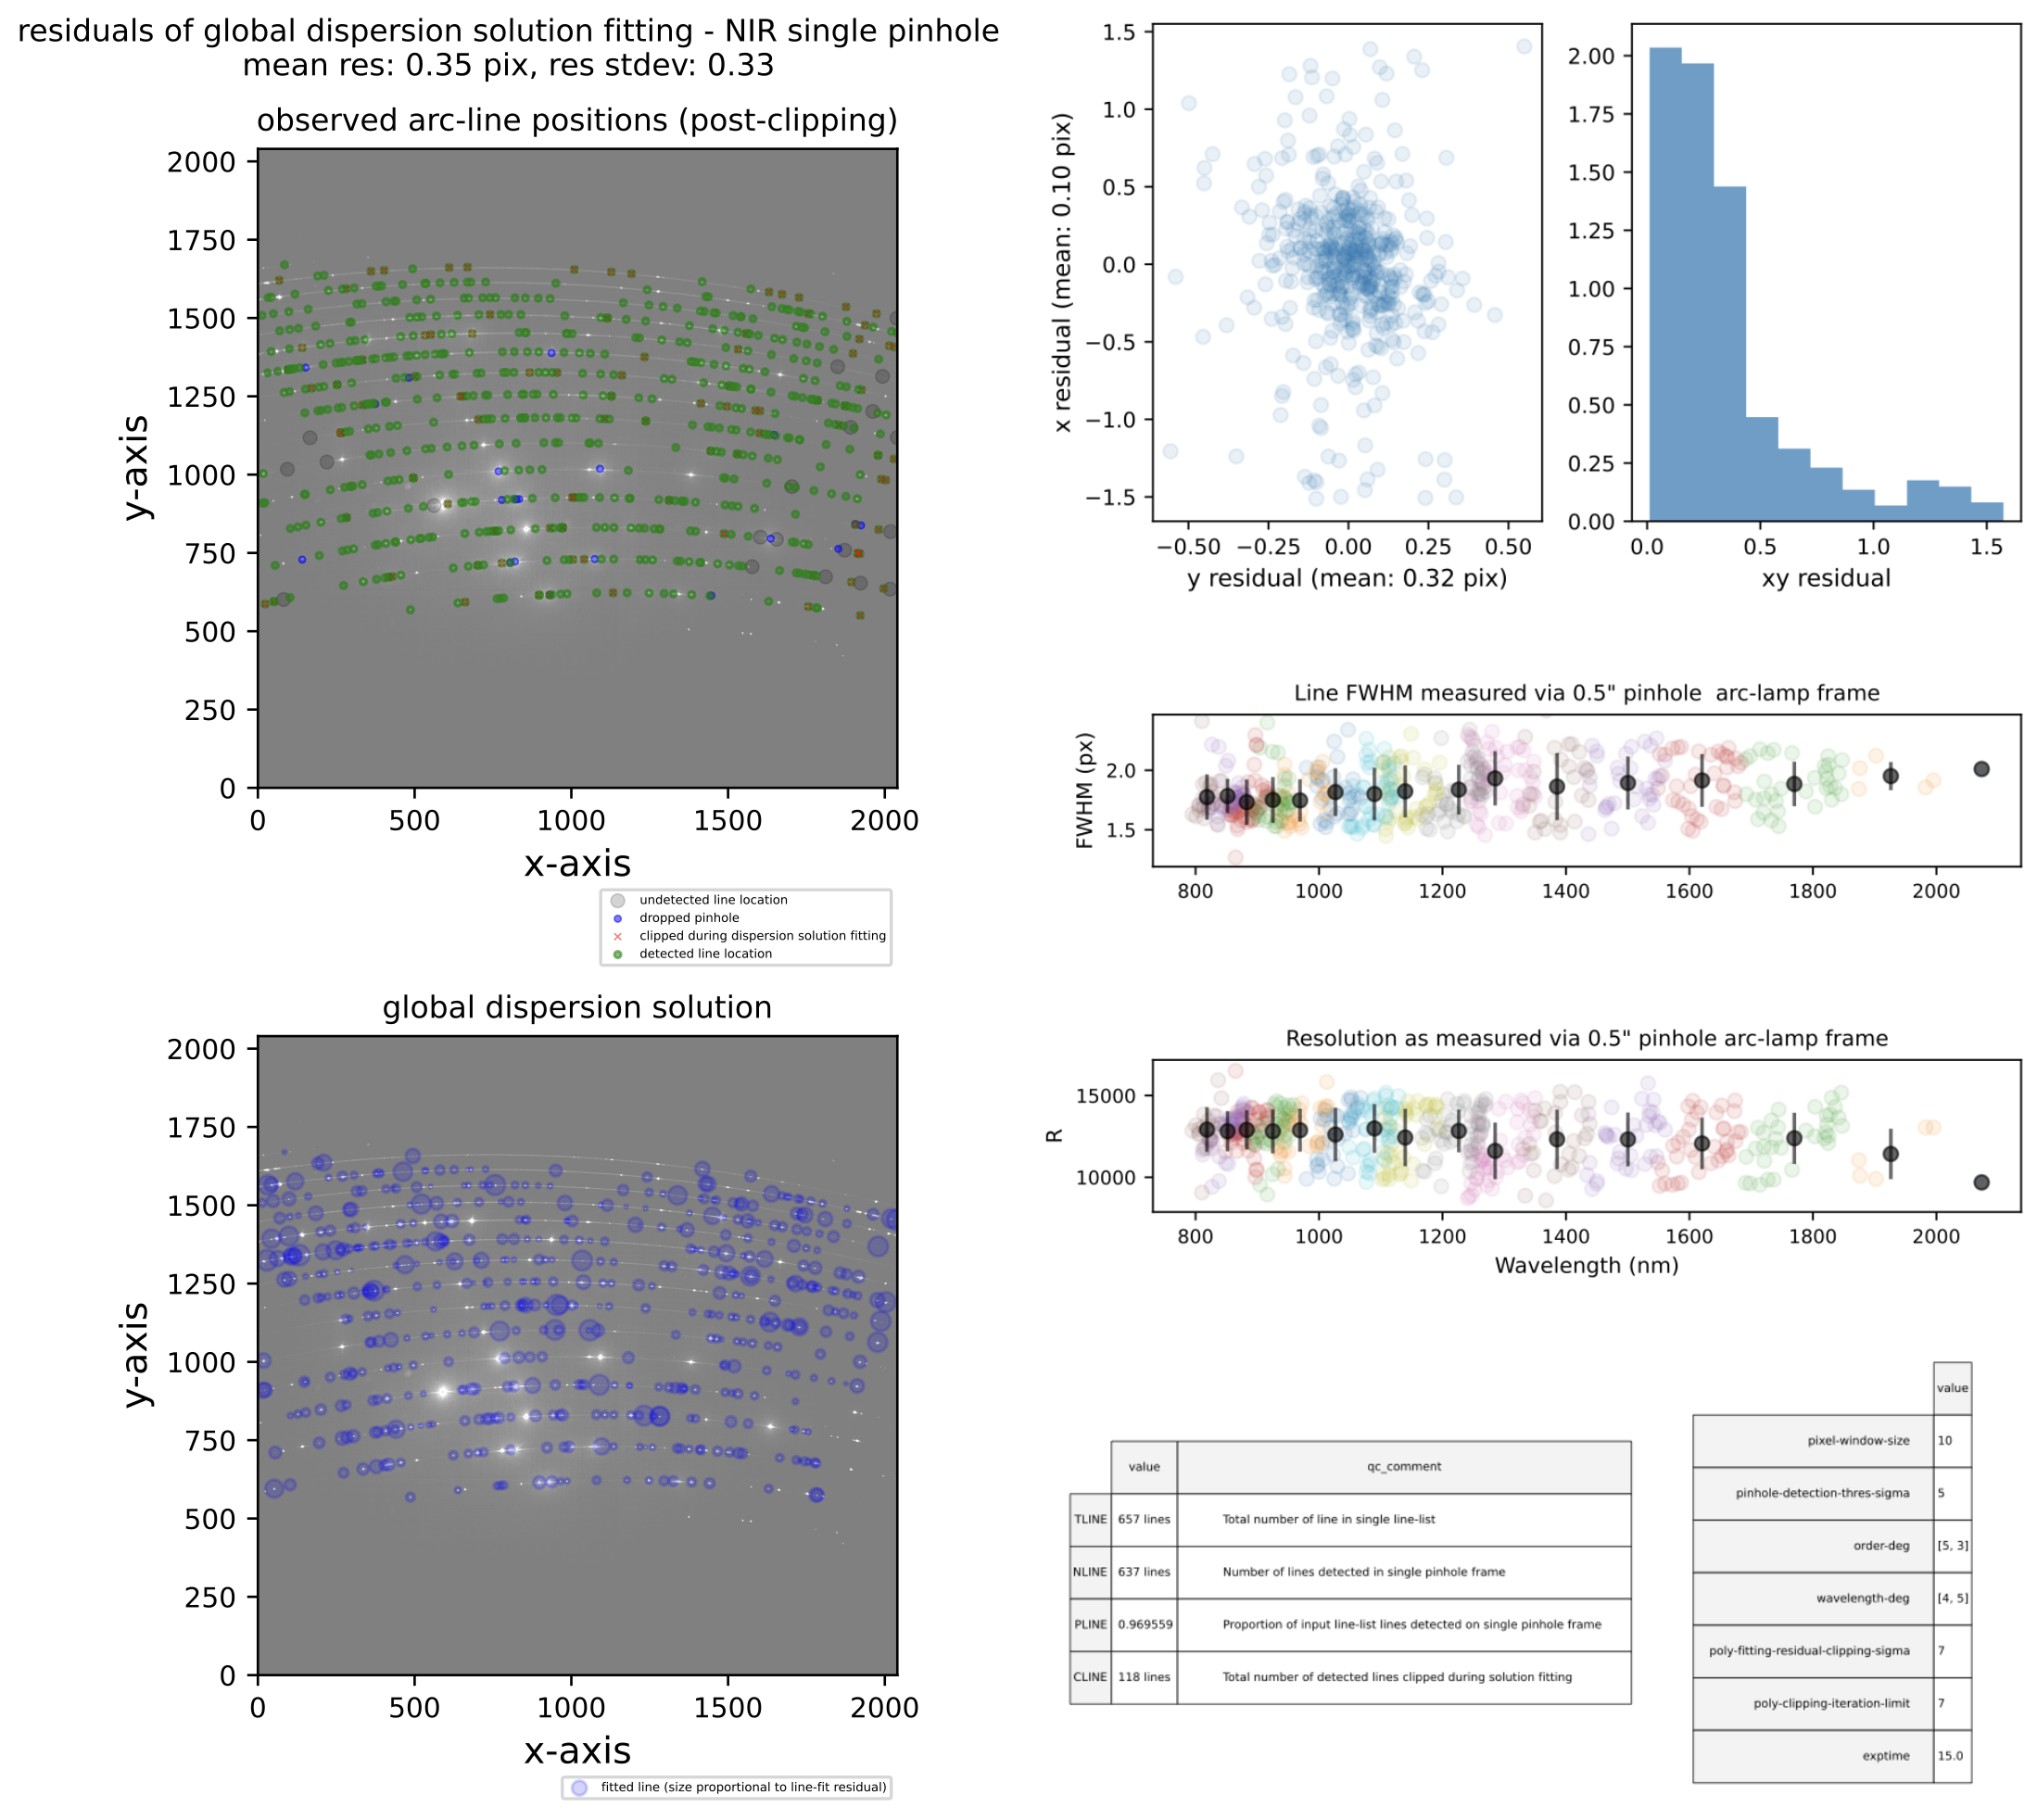 residuals of global dispersion solution fitting - NIR single pinhole
mean res: 0.35 pix, res stdev: 0.33
observed arc-line positions (post-clipping)
2000
1750
1500
1250
1000
750
500
250
0
y-axis
0 500 1000 1500 2000
x-axis
undetected line location
dropped pinhole
clipped during dispersion solution fitting
detected line location
global dispersion solution
2000
1750
1500
1250
1000
750
500
250
0
y-axis
0 500 1000 1500 2000
x-axis
fitted line (size proportional to line-fit residual)
1.5
1.0
0.5
0.0
−0.5
−1.0
−1.5
x residual (mean: 0.10 pix)
−0.50 −0.25 0.00 0.25 0.50
y residual (mean: 0.32 pix)
2.00
1.75
1.50
1.25
1.00
0.75
0.50
0.25
0.00
0.0 0.5 1.0 1.5
xy residual
Line FWHM measured via 0.5" pinhole  arc-lamp frame
2.0
1.5
FWHM (px)
800 1000 1200 1400 1600 1800 2000
Resolution as measured via 0.5" pinhole arc-lamp frame
15000
10000
R
800 1000 1200 1400 1600 1800 2000
Wavelength (nm)
value qc_comment
TLINE 657 lines Total number of line in single line-list
NLINE 637 lines Number of lines detected in single pinhole frame
PLINE 0.969559 Proportion of input line-list lines detected on single pinhole frame
CLINE 118 lines Total number of detected lines clipped during solution fitting
value
pixel-window-size 10
pinhole-detection-thres-sigma 5
order-deg [5, 3]
wavelength-deg [4, 5]
poly-fitting-residual-clipping-sigma 7
poly-clipping-iteration-limit 7
exptime 15.0